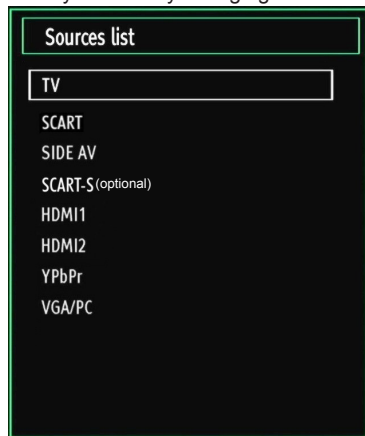 Sources list
TV
SCART
SIDE AV
SCART-S (optional)
HDMI1
HDMI2
YPbPr
VGA/PC